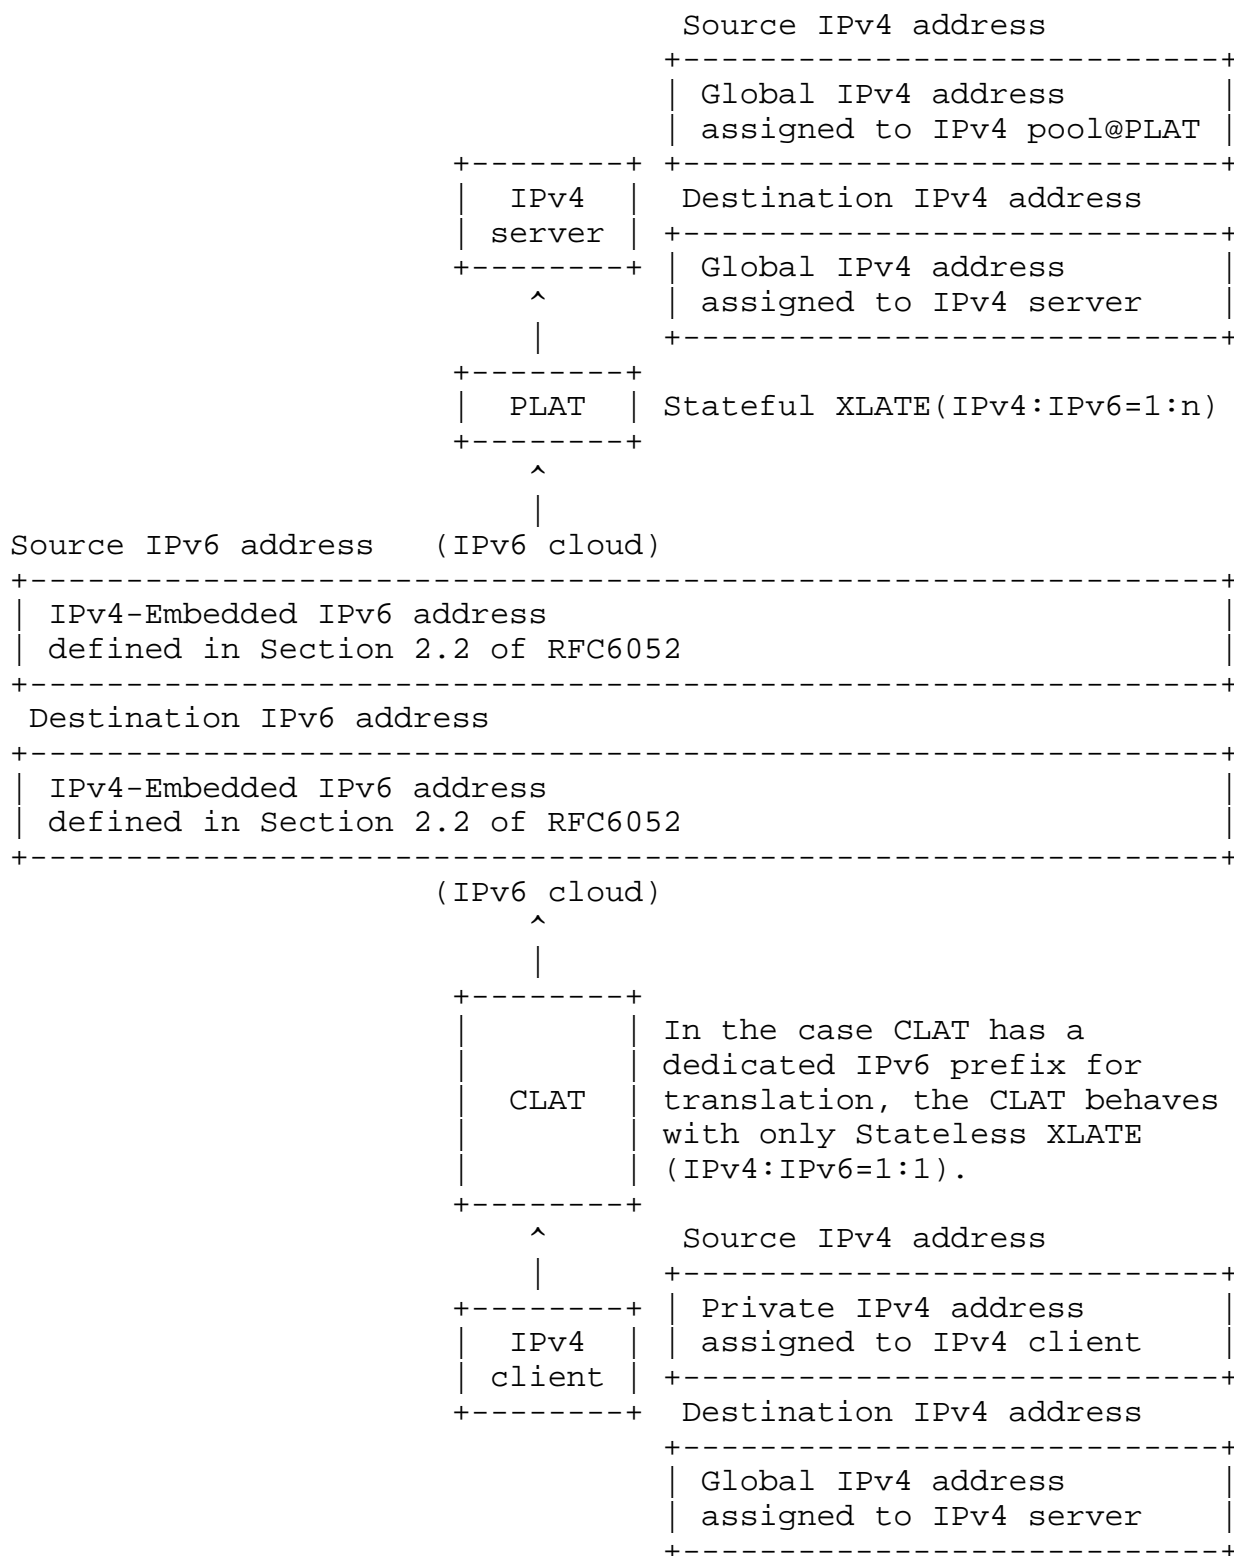 Source IPv4 address
+----------------------------+
| Global IPv4 address        |
| assigned to IPv4 pool@PLAT |
+--------+ +----------------------------+
|  IPv4  |  Destination IPv4 address
| server | +----------------------------+
+--------+ | Global IPv4 address        |
^ | assigned to IPv4 server    |
| +----------------------------+
+--------+
|  PLAT  | Stateful XLATE(IPv4:IPv6=1:n)
+--------+
^
|
Source IPv6 address   (IPv6 cloud)
+--------------------------------------------------------------+
| IPv4-Embedded IPv6 address                                   |
| defined in Section 2.2 of RFC6052                            |
+--------------------------------------------------------------+
Destination IPv6 address
+--------------------------------------------------------------+
| IPv4-Embedded IPv6 address                                   |
| defined in Section 2.2 of RFC6052                            |
+--------------------------------------------------------------+
(IPv6 cloud)
^
|
+--------+
|        | In the case CLAT has a
|        | dedicated IPv6 prefix for
|  CLAT  | translation, the CLAT behaves
|        | with only Stateless XLATE
|        | (IPv4:IPv6=1:1).
+--------+
^ Source IPv4 address
| +----------------------------+
+--------+ | Private IPv4 address       |
|  IPv4  | | assigned to IPv4 client    |
| client | +----------------------------+
+--------+  Destination IPv4 address
+----------------------------+
| Global IPv4 address        |
| assigned to IPv4 server    |
+----------------------------+